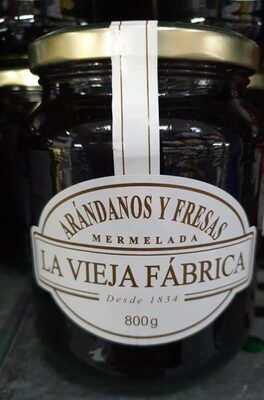 ARÁNDANOS Y FRESAS
MERMELADA
LA VIEJA FÁBRICA
Desde 1834
800g